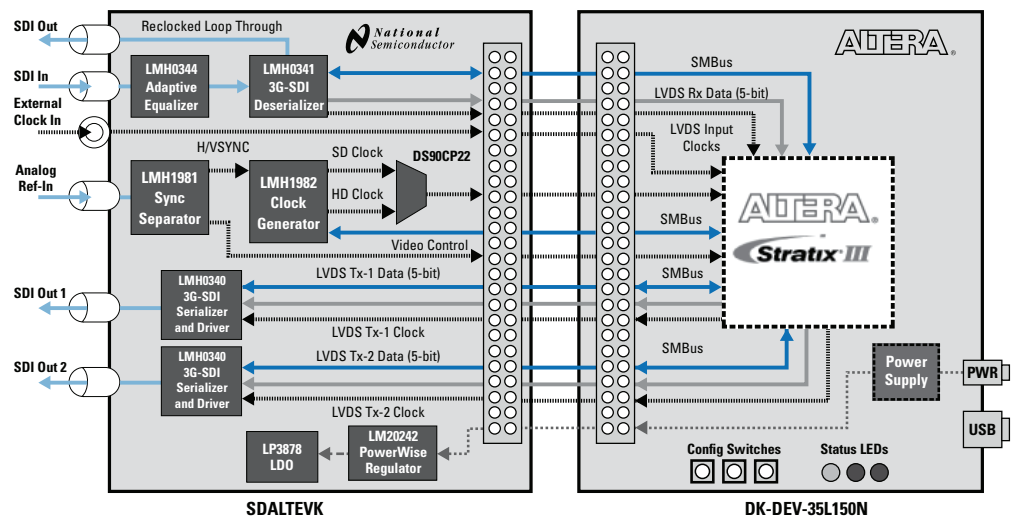 SDI Out
Reclocked Loop Through
National
Semiconductor
ALTERA®
SDI In
LMH0344
Adaptive
Equalizer
LMH0341
3G-SDI
Deserializer
SMBus
LVDS Rx Data (5-bit)
External
Clock In
LVDS Input
Clocks
H/VSYNC
SD Clock
DS90CP22
Analog
Ref-In
LMH1981
Sync
Separator
LMH1982
Clock
Generator
HD Clock
ALTERA®
Stratix III
SMBus
Video Control
LVDS Tx-1 Data (5-bit)
SMBus
SDI Out 1
LMH0340
3G-SDI
Serializer
and Driver
LVDS Tx-1 Clock
SDI Out 2
LMH0340
3G-SDI
Serializer
and Driver
LVDS Tx-2 Data (5-bit)
SMBus
LVDS Tx-2 Clock
Power
Supply
PWR
USB
LP3878
LDO
LM20242
PowerWise
Regulator
Config Switches
Status LEDs
SDALTEVK
DK-DEV-35L150N